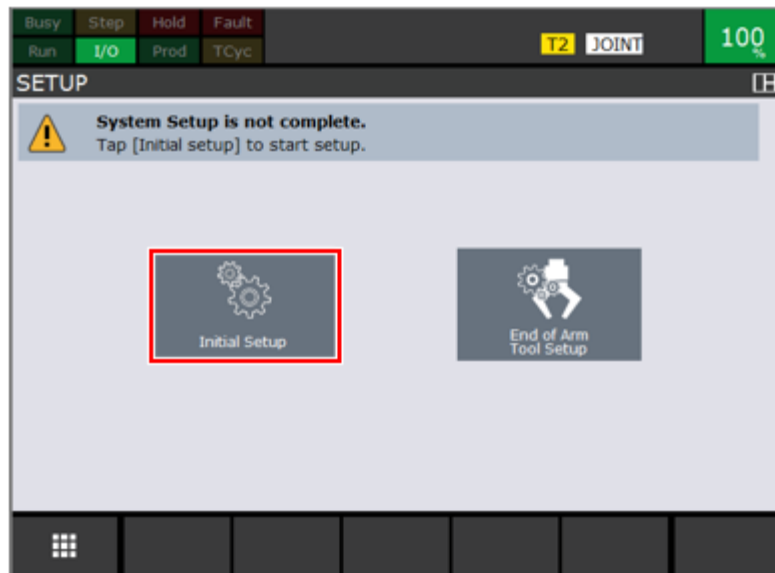 Busy Step Hold Fault
Run I/O Prod TCyc
T2 JOINT
100%
SETUP
System Setup is not complete.
Tap [Initial setup] to start setup.
Initial Setup
End of Arm
Tool Setup